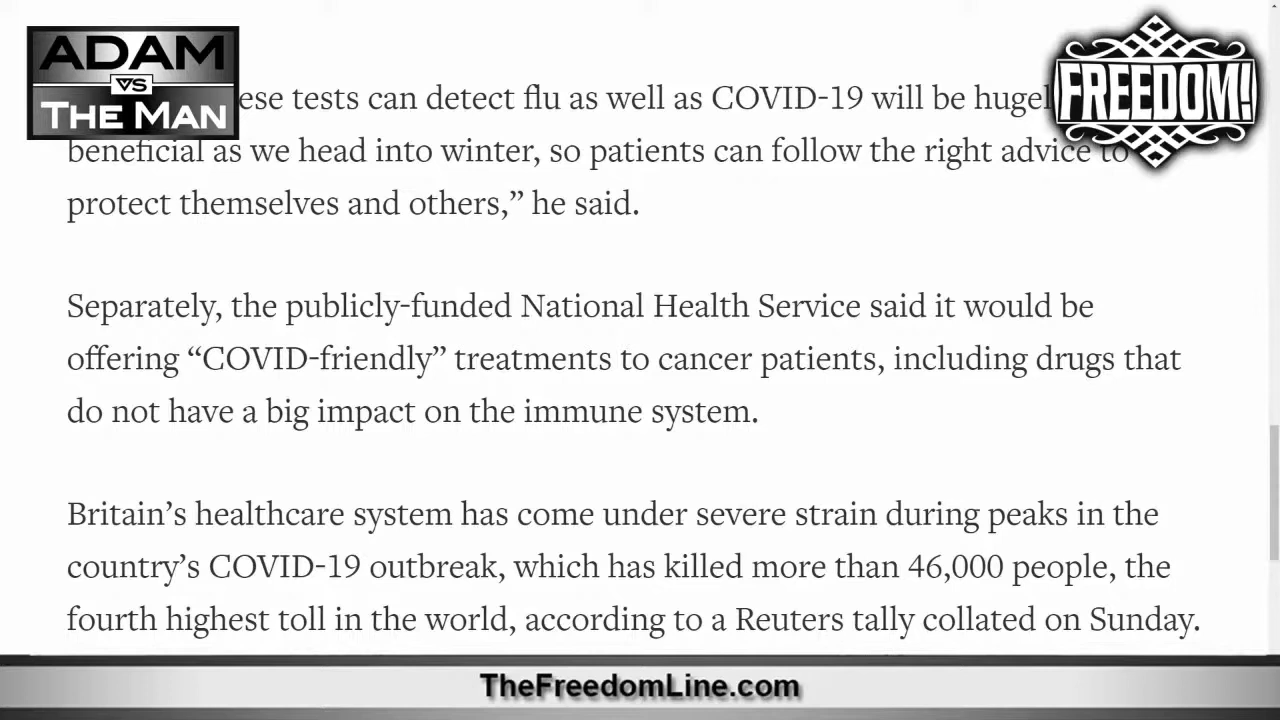 ADAM
VS
THE MAN
FREEDOM!
ese tests can detect flu as well as COVID-19 will be hugel
beneficial as we head into winter, so patients can follow the right advice to
protect themselves and others,” he said.
Separately, the publicly-funded National Health Service said it would be
offering “COVID-friendly” treatments to cancer patients, including drugs that
do not have a big impact on the immune system.
Britain’s healthcare system has come under severe strain during peaks in the
country’s COVID-19 outbreak, which has killed more than 46,000 people, the
fourth highest toll in the world, according to a Reuters tally collated on Sunday.
TheFreedomLine.com